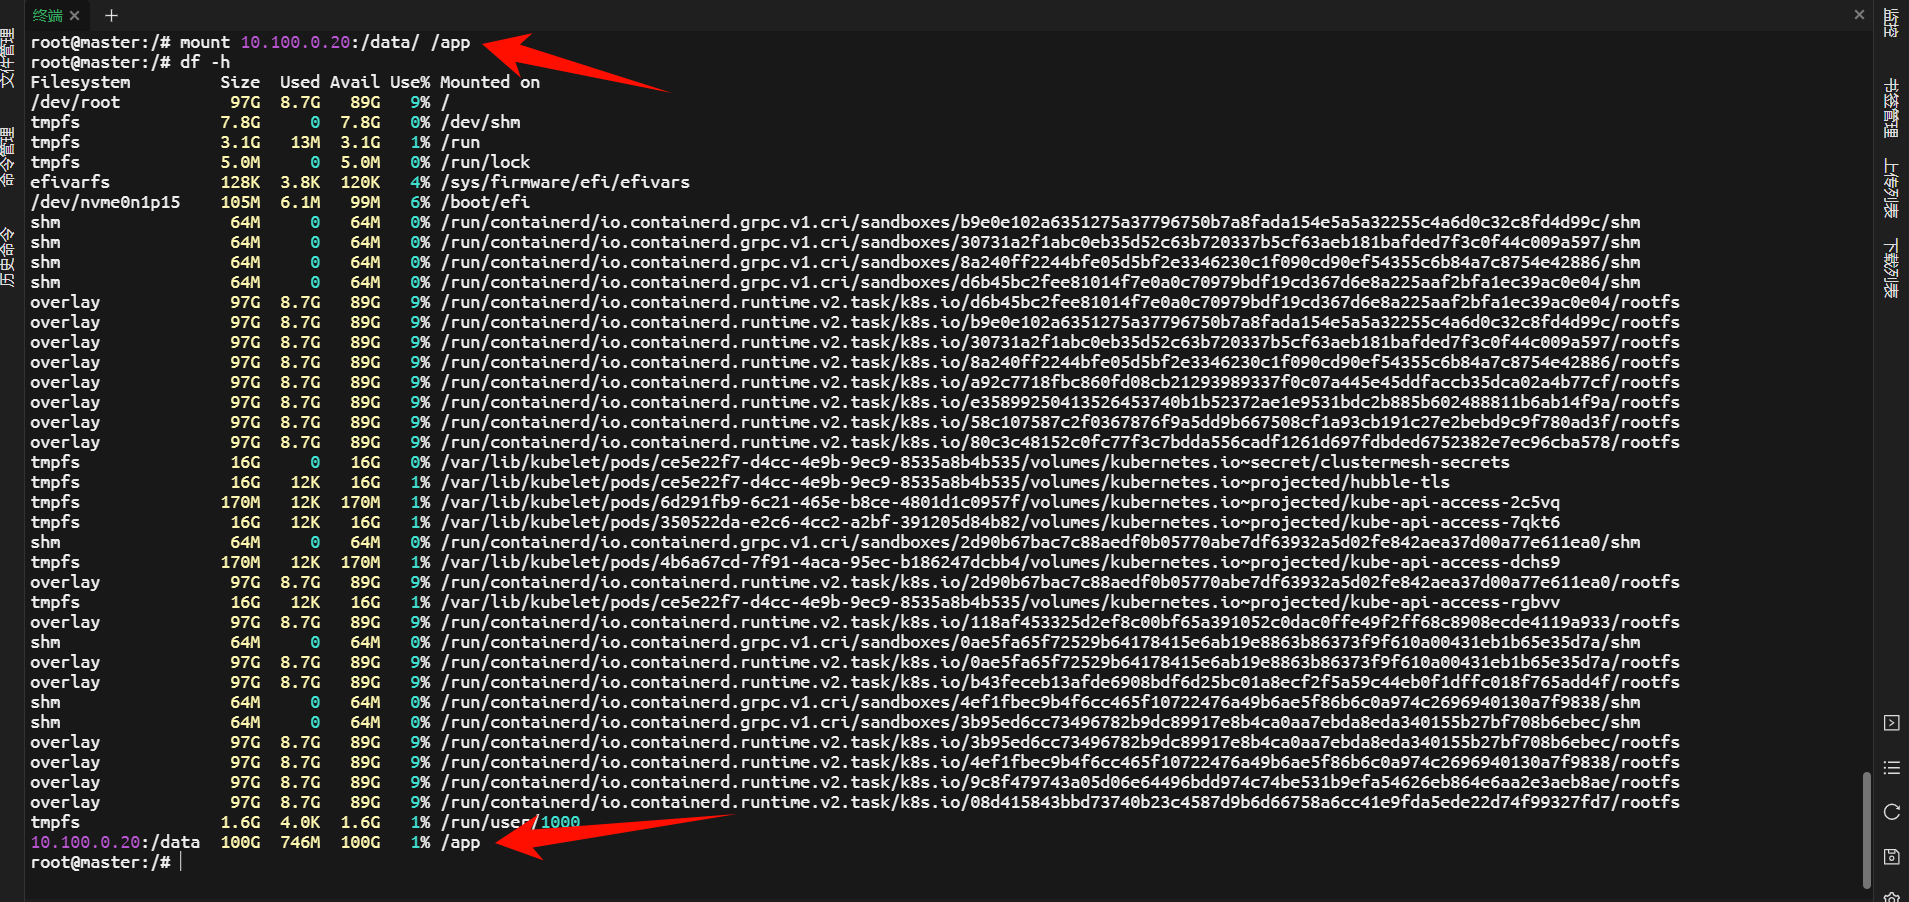 终端 × +
×
文件管理
命令管理
历史命令
监控
书签管理
上传列表
下载列表
root@master:/# mount 10.100.0.20:/data/ /app
root@master:/# df -h
Filesystem Size Used Avail Use% Mounted on
/dev/root 97G 8.7G 89G 9% /
tmpfs 7.8G 0 7.8G 0% /dev/shm
tmpfs 3.1G 13M 3.1G 1% /run
tmpfs 5.0M 0 5.0M 0% /run/lock
efivarfs 128K 3.8K 120K 4% /sys/firmware/efi/efivars
/dev/nvme0n1p15 105M 6.1M 99M 6% /boot/efi
shm 64M 0 64M 0% /run/containerd/io.containerd.grpc.v1.cri/sandboxes/b9e0e102a6351275a37796750b7a8fada154e5a5a32255c4a6d0c32c8fd4d99c/shm
shm 64M 0 64M 0% /run/containerd/io.containerd.grpc.v1.cri/sandboxes/30731a2f1abc0eb35d52c63b720337b5cf63aeb181bafded7f3c0f44c009a597/shm
shm 64M 0 64M 0% /run/containerd/io.containerd.grpc.v1.cri/sandboxes/8a240ff2244bfe05d5bf2e3346230c1f090cd90ef54355c6b84a7c8754e42886/shm
shm 64M 0 64M 0% /run/containerd/io.containerd.grpc.v1.cri/sandboxes/d6b45bc2fee81014f7e0a0c70979bdf19cd367d6e8a225aaf2bfa1ec39ac0e04/shm
overlay 97G 8.7G 89G 9% /run/containerd/io.containerd.runtime.v2.task/k8s.io/d6b45bc2fee81014f7e0a0c70979bdf19cd367d6e8a225aaf2bfa1ec39ac0e04/rootfs
overlay 97G 8.7G 89G 9% /run/containerd/io.containerd.runtime.v2.task/k8s.io/b9e0e102a6351275a37796750b7a8fada154e5a5a32255c4a6d0c32c8fd4d99c/rootfs
overlay 97G 8.7G 89G 9% /run/containerd/io.containerd.runtime.v2.task/k8s.io/30731a2f1abc0eb35d52c63b720337b5cf63aeb181bafded7f3c0f44c009a597/rootfs
overlay 97G 8.7G 89G 9% /run/containerd/io.containerd.runtime.v2.task/k8s.io/8a240ff2244bfe05d5bf2e3346230c1f090cd90ef54355c6b84a7c8754e42886/rootfs
overlay 97G 8.7G 89G 9% /run/containerd/io.containerd.runtime.v2.task/k8s.io/a92c7718fbc860fd08cb21293989337f0c07a445e45ddfaccb35dca02a4b77cf/rootfs
overlay 97G 8.7G 89G 9% /run/containerd/io.containerd.runtime.v2.task/k8s.io/e35899250413526453740b1b52372ae1e9531bdc2b885b602488811b6ab14f9a/rootfs
overlay 97G 8.7G 89G 9% /run/containerd/io.containerd.runtime.v2.task/k8s.io/58c107587c2f0367876f9a5dd9b667508cf1a93cb191c27e2bebd9c9f780ad3f/rootfs
overlay 97G 8.7G 89G 9% /run/containerd/io.containerd.runtime.v2.task/k8s.io/80c3c48152c0fc77f3c7bdda556cadf1261d697fdbded6752382e7ec96cba578/rootfs
tmpfs 16G 0 16G 0% /var/lib/kubelet/pods/ce5e22f7-d4cc-4e9b-9ec9-8535a8b4b535/volumes/kubernetes.io~secret/clustermesh-secrets
tmpfs 16G 12K 16G 1% /var/lib/kubelet/pods/ce5e22f7-d4cc-4e9b-9ec9-8535a8b4b535/volumes/kubernetes.io~projected/hubble-tls
tmpfs 170M 12K 170M 1% /var/lib/kubelet/pods/6d291fb9-6c21-465e-b8ce-4801d1c0957f/volumes/kubernetes.io~projected/kube-api-access-2c5vq
tmpfs 16G 12K 16G 1% /var/lib/kubelet/pods/350522da-e2c6-4cc2-a2bf-391205d84b82/volumes/kubernetes.io~projected/kube-api-access-7qkt6
shm 64M 0 64M 0% /run/containerd/io.containerd.grpc.v1.cri/sandboxes/2d90b67bac7c88aedf0b05770abe7df63932a5d02fe842aea37d00a77e611ea0/shm
tmpfs 170M 12K 170M 1% /var/lib/kubelet/pods/4b6a67cd-7f91-4aca-95ec-b186247dcbb4/volumes/kubernetes.io~projected/kube-api-access-dchs9
overlay 97G 8.7G 89G 9% /run/containerd/io.containerd.runtime.v2.task/k8s.io/2d90b67bac7c88aedf0b05770abe7df63932a5d02fe842aea37d00a77e611ea0/rootfs
tmpfs 16G 12K 16G 1% /var/lib/kubelet/pods/ce5e22f7-d4cc-4e9b-9ec9-8535a8b4b535/volumes/kubernetes.io~projected/kube-api-access-rgbvv
overlay 97G 8.7G 89G 9% /run/containerd/io.containerd.runtime.v2.task/k8s.io/118af453325d2ef8c00bf65a391052c0dac0ffe49f2ff68c8908ecde4119a933/rootfs
shm 64M 0 64M 0% /run/containerd/io.containerd.grpc.v1.cri/sandboxes/0ae5fa65f72529b64178415e6ab19e8863b86373f9f610a00431eb1b65e35d7a/shm
overlay 97G 8.7G 89G 9% /run/containerd/io.containerd.runtime.v2.task/k8s.io/0ae5fa65f72529b64178415e6ab19e8863b86373f9f610a00431eb1b65e35d7a/rootfs
overlay 97G 8.7G 89G 9% /run/containerd/io.containerd.runtime.v2.task/k8s.io/b43feceb13afde6908bdf6d25bc01a8ecf2f5a59c44eb0f1dffc018f765add4f/rootfs
shm 64M 0 64M 0% /run/containerd/io.containerd.grpc.v1.cri/sandboxes/4ef1fbec9b4f6cc465f10722476a49b6ae5f86b6c0a974c2696940130a7f9838/shm
shm 64M 0 64M 0% /run/containerd/io.containerd.grpc.v1.cri/sandboxes/3b95ed6cc73496782b9dc89917e8b4ca0aa7ebda8eda340155b27bf708b6ebec/shm
overlay 97G 8.7G 89G 9% /run/containerd/io.containerd.runtime.v2.task/k8s.io/3b95ed6cc73496782b9dc89917e8b4ca0aa7ebda8eda340155b27bf708b6ebec/rootfs
overlay 97G 8.7G 89G 9% /run/containerd/io.containerd.runtime.v2.task/k8s.io/4ef1fbec9b4f6cc465f10722476a49b6ae5f86b6c0a974c2696940130a7f9838/rootfs
overlay 97G 8.7G 89G 9% /run/containerd/io.containerd.runtime.v2.task/k8s.io/9c8f479743a05d06e64496bdd974c74be531b9efa54626eb864e6aa2e3aeb8ae/rootfs
overlay 97G 8.7G 89G 9% /run/containerd/io.containerd.runtime.v2.task/k8s.io/08d415843bbd73740b23c4587d9b6d66758a6cc41e9fda5ede22d74f99327fd7/rootfs
tmpfs 1.6G 4.0K 1.6G 1% /run/user/1000
10.100.0.20:/data 100G 746M 100G 1% /app
root@master:/#